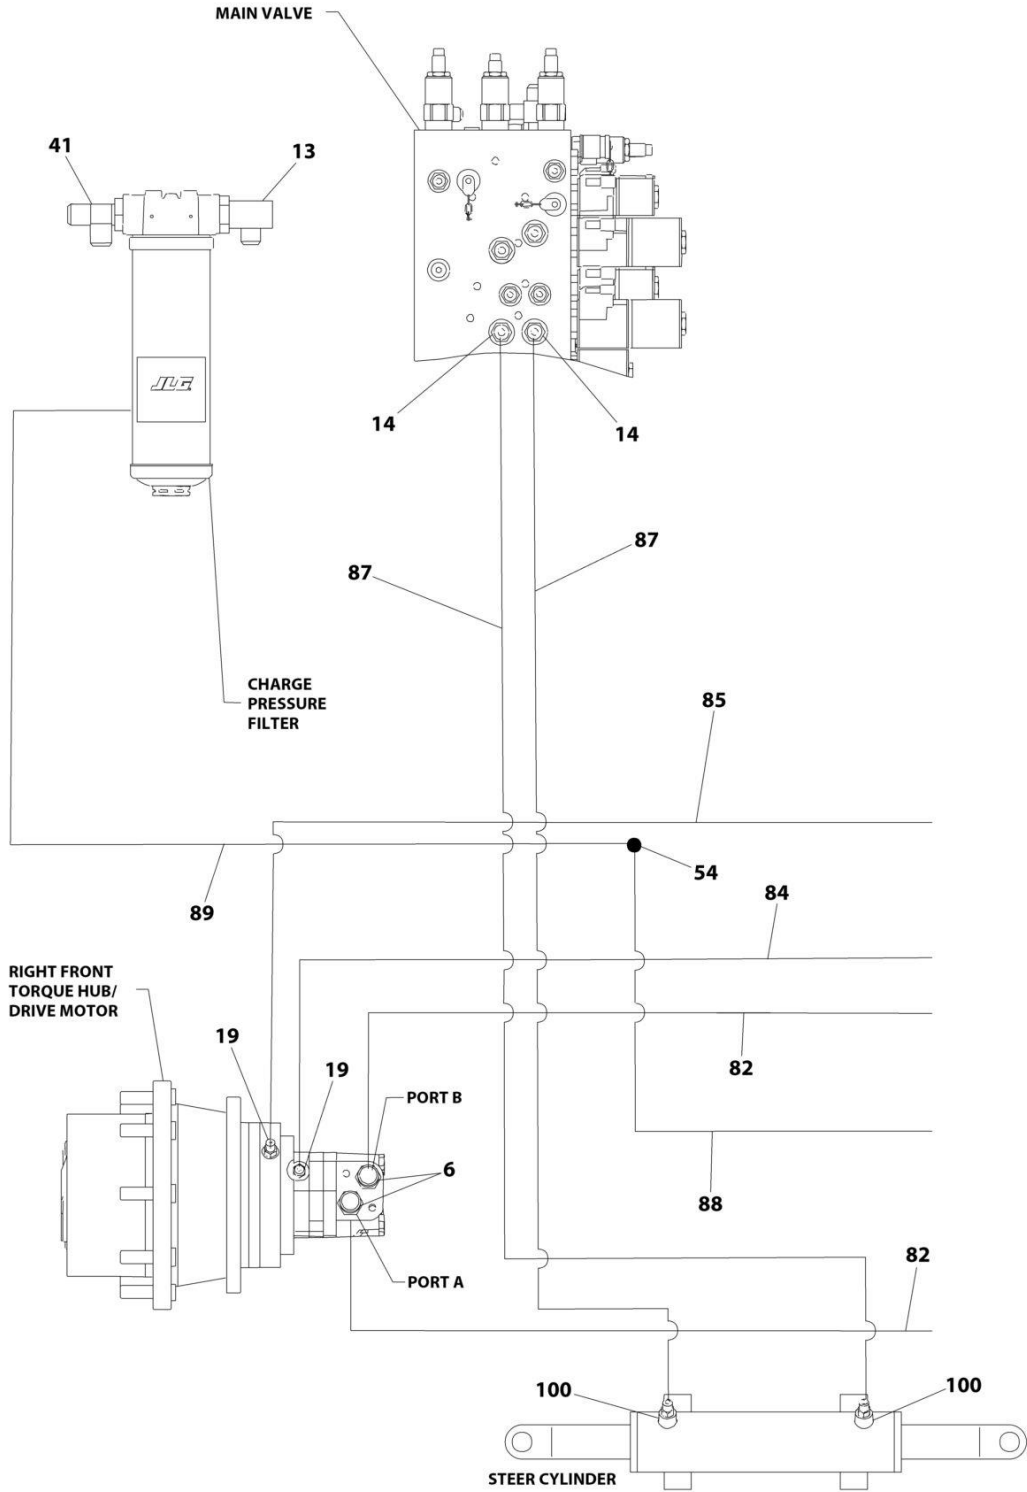 MAIN VALVE
41
13
JLG
14
14
87
87
CHARGE
PRESSURE
FILTER
85
54
89
84
RIGHT FRONT
TORQUE HUB/
DRIVE MOTOR
19
19
82
PORT B
6
88
PORT A
82
100
100
STEER CYLINDER